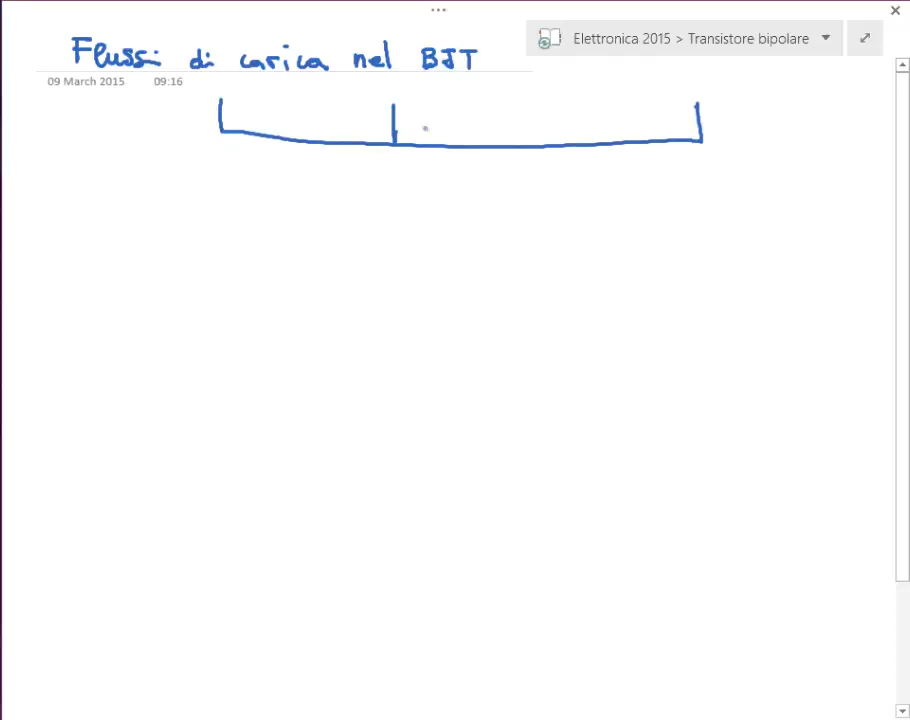 Elettronica 2015 > Transistore bipolare
Flussi di carica nel BJT
09 March 2015 09:16